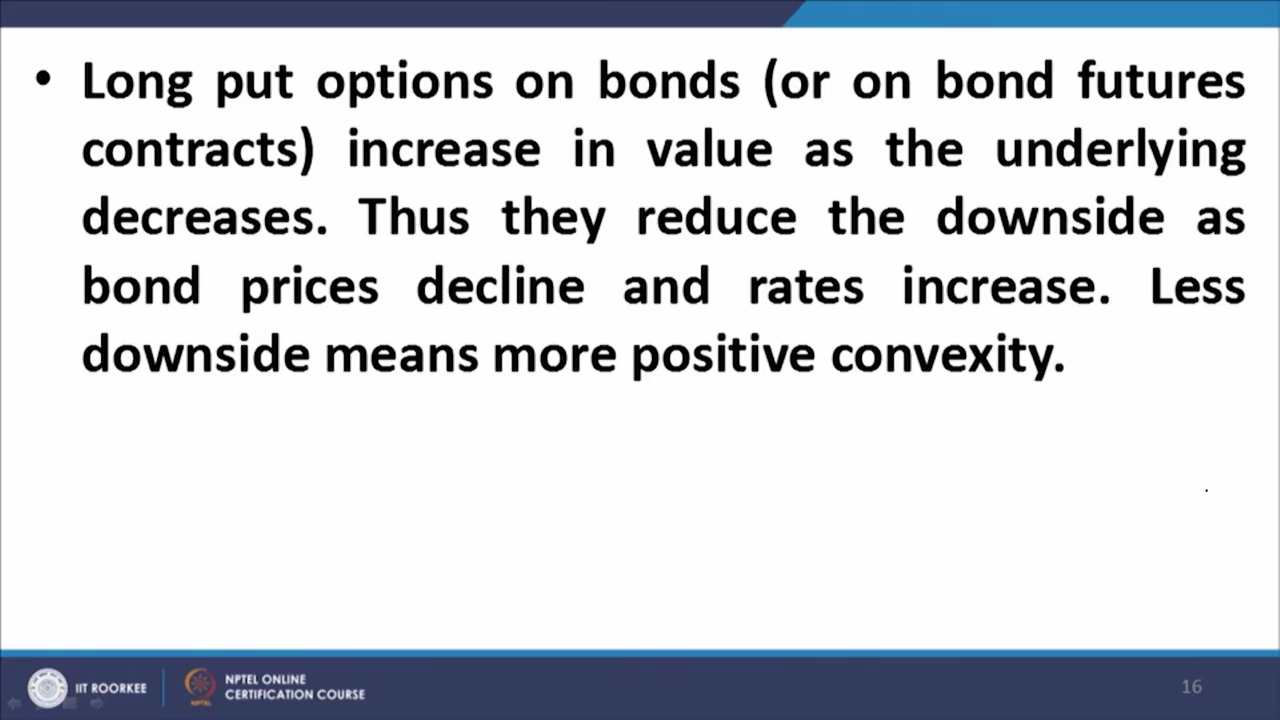 • Long put options on bonds (or on bond futures
contracts) increase in value as the underlying
decreases. Thus they reduce the downside as
bond prices decline and rates increase. Less
downside means more positive convexity.
IIT ROORKEE
NPTEL
NPTEL ONLINE
CERTIFICATION COURSE
16